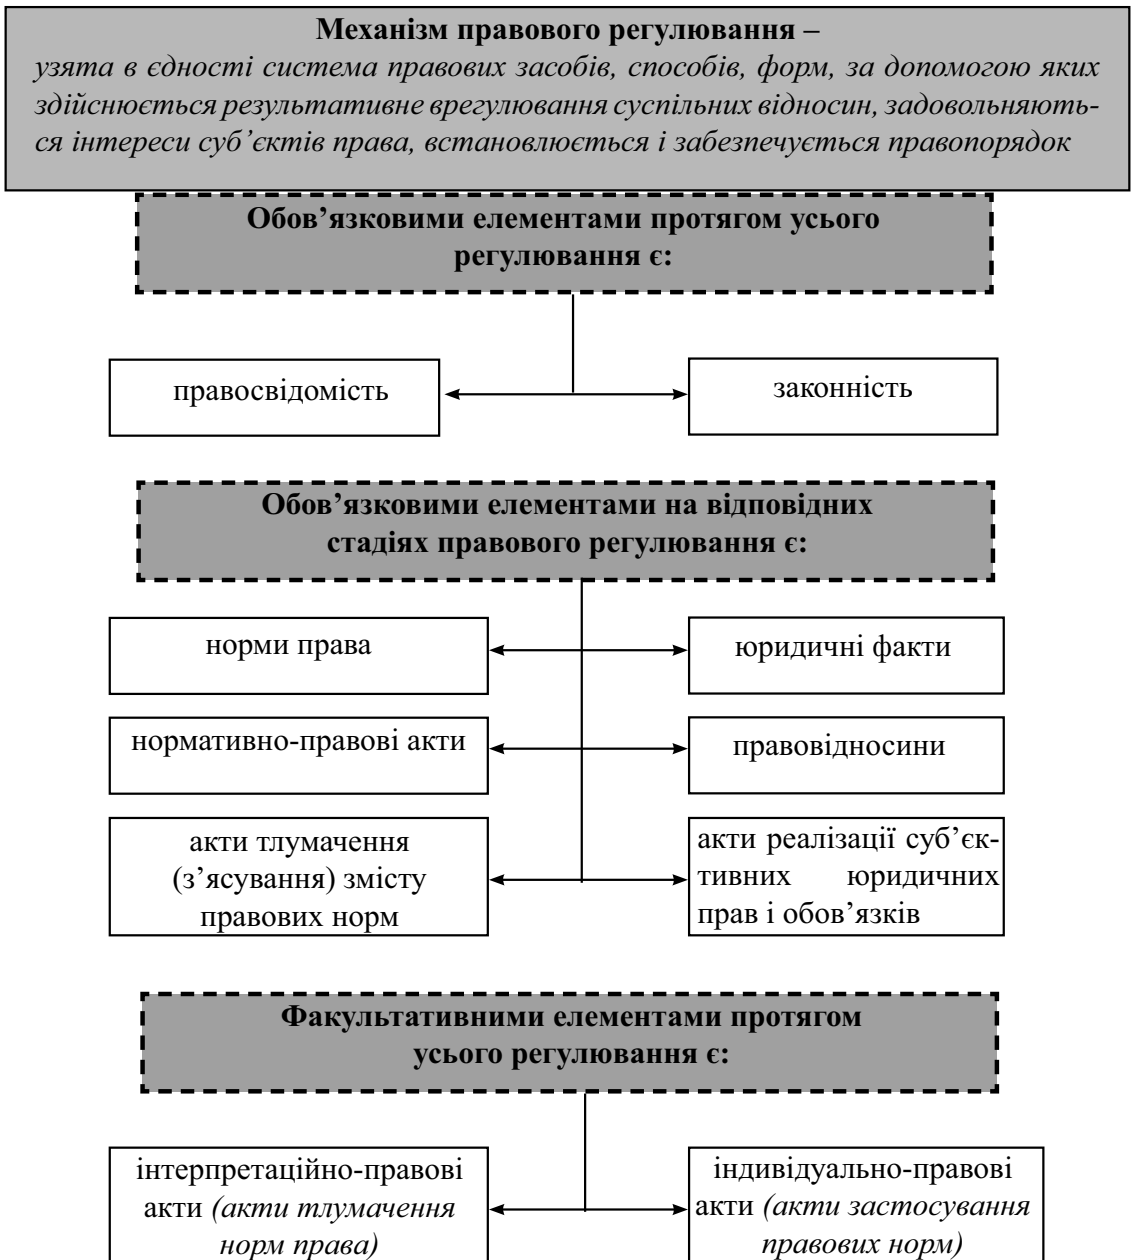 Механізм правового регулювання –
узята в єдності система правових засобів, способів, форм, за допомогою яких
здійснюється результативне врегулювання суспільних відносин, задовольняють-
ся інтереси суб’єктів права, встановлюється і забезпечується правопорядок
Обов’язковими елементами протягом усього
регулювання є:
правосвідомість
законність
Обов’язковими елементами на відповідних
стадіях правового регулювання є:
норми права
юридичні факти
нормативно-правові акти
правовідносини
акти тлумачення
(з’ясування) змісту
правових норм
акти реалізації суб’єк-
тивних юридичних
прав і обов’язків
Факультативними елементами протягом
усього регулювання є:
інтерпретаційно-правові
акти (акти тлумачення
норм права)
індивідуально-правові
акти (акти застосування
правових норм)